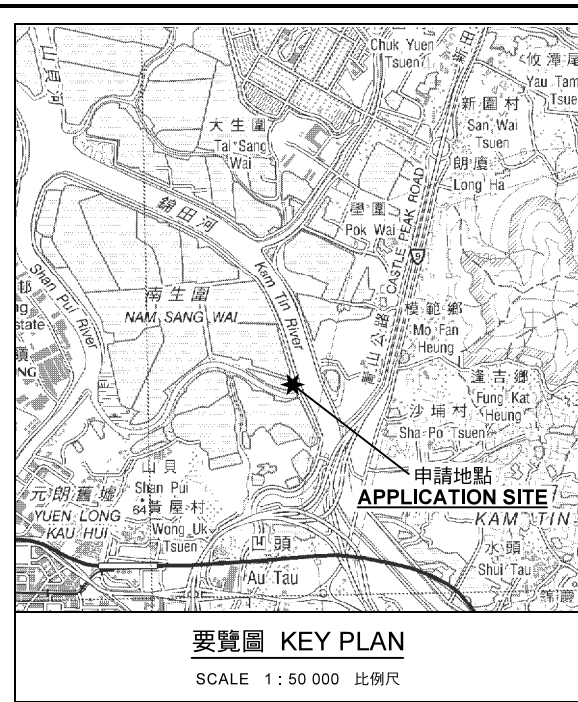 山貝河
Chuk Yuen
Tsuen
新田
攸潭尾
Yau Tam
Tsue
大生圍
Tai Sang
Wai
新圍村
San Wai
Tsuen
朗廈
Long Ha
錦田河
壆圍
Pok Wai
CASTLE PEAK ROAD
9
Kam Tin River
Shan Pui River
南生圍
NAM SANG WAI
青山公路
模範鄉
Mo Fan
Heung
逢吉鄉
Fung Kat
Heung
沙埔村
Sha Po Tsuen
申請地點
APPLICATION SITE
山貝
Shan Pui
元朗舊墟
YUEN LONG
KAU HUI
64
黃屋村
Wong Uk
Tsuen
KAM TIN
凹頭
Au Tau
水頭
Shui Tau
要覽圖 KEY PLAN
SCALE 1 : 50 000 比例尺